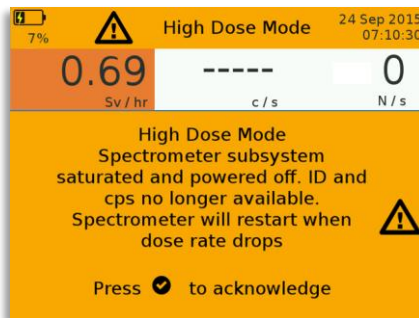 7%
High Dose Mode
24 Sep 2015
07:10:30
0.69
Sv / hr
-----
c / s
0
N / s
High Dose Mode
Spectrometer subsystem
saturated and powered off. ID and
cps no longer available.
Spectrometer will restart when
dose rate drops
Press to acknowledge